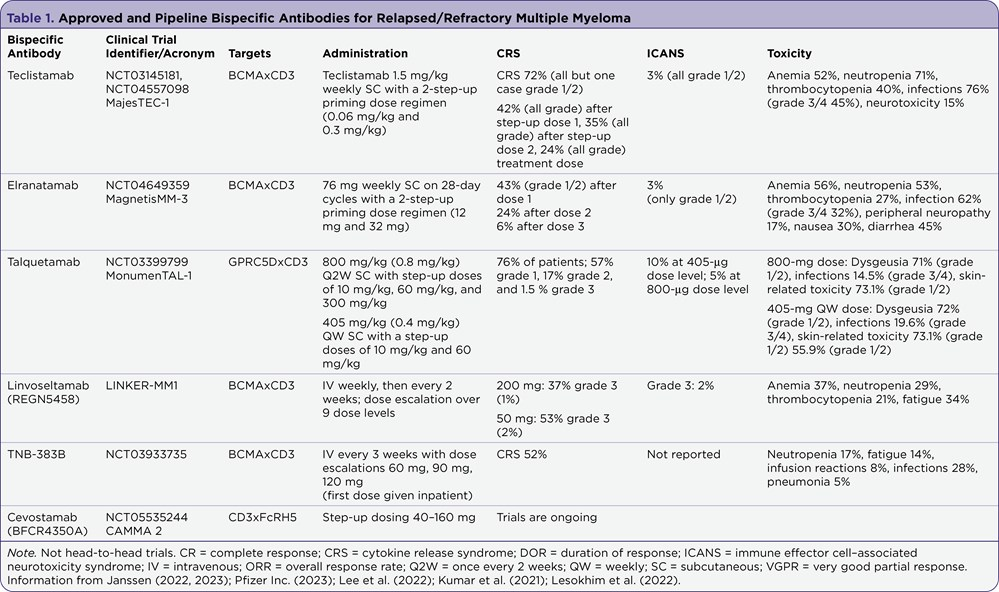 Table 1. Approved and Pipeline Bispecific Antibodies for Relapsed/Refractory Multiple Myeloma
Bispecific
Antibody
Clinical Trial
Identifier/Acronym
Targets
Administration
CRS
ICANS
Toxicity
Teclistamab
NCT03145181,
NCT04557098
MajesTEC-1
BCMAxCD3
Teclistamab 1.5 mg/kg
weekly SC with a 2-step-up
priming dose regimen
(0.06 mg/kg and
0.3 mg/kg)
CRS 72% (all but one
case grade 1/2)
42% (all grade) after
step-up dose 1, 35% (all
grade) after step-up
dose 2, 24% (all grade)
treatment dose
3% (all grade 1/2)
Anemia 52%, neutropenia 71%,
thrombocytopenia 40%, infections 76%
(grade 3/4 45%), neurotoxicity 15%
Elranatamab
NCT04649359
MagnetisMM-3
BCMAxCD3
76 mg weekly SC on 28-day
cycles with a 2-step-up
priming dose regimen (12
mg and 32 mg)
43% (grade 1/2) after
dose 1
24% after dose 2
6% after dose 3
3%
(only grade 1/2)
Anemia 56%, neutropenia 53%,
thrombocytopenia 27%, infection 62%
(grade 3/4 32%), peripheral neuropathy
17%, nausea 30%, diarrhea 45%
Talquetamab
NCT03399799
MonumenTAL-1
GPRC5DxCD3
800 mg/kg (0.8 mg/kg)
Q2W SC with step-up doses
of 10 mg/kg, 60 mg/kg, and
300 mg/kg
405 mg/kg (0.4 mg/kg)
QW SC with a step-up
doses of 10 mg/kg and 60
mg/kg
76% of patients; 57%
grade 1, 17% grade 2,
and 1.5 % grade 3
10% at 405-μg
dose level; 5% at
800-μg dose level
800-mg dose: Dysgeusia 71% (grade
1/2), infections 14.5% (grade 3/4), skin-
related toxicity 73.1% (grade 1/2)
405-mg QW dose: Dysgeusia 72%
(grade 1/2), infections 19.6% (grade
3/4), skin-related toxicity 73.1% (grade
1/2) 55.9% (grade 1/2)
Linvoseltamab
(REGN5458)
LINKER-MM1
BCMAxCD3
IV weekly, then every 2
weeks; dose escalation over
9 dose levels
200 mg: 37% grade 3
(1%)
50 mg: 53% grade 3
(2%)
Grade 3: 2%
Anemia 37%, neutropenia 29%,
thrombocytopenia 21%, fatigue 34%
TNB-383B
NCT03933735
BCMAxCD3
IV every 3 weeks with dose
escalations 60 mg, 90 mg,
120 mg
(first dose given inpatient)
CRS 52%
Not reported
Neutropenia 17%, fatigue 14%,
infusion reactions 8%, infections 28%,
pneumonia 5%
Cevostamab
(BFCR4350A)
NCT05535244
CAMMA 2
CD3xFcRH5
Step-up dosing 40–160 mg
Trials are ongoing
Note. Not head-to-head trials. CR = complete response; CRS = cytokine release syndrome; DOR = duration of response; ICANS = immune effector cell–associated
neurotoxicity syndrome; IV = intravenous; ORR = overall response rate; Q2W = once every 2 weeks; QW = weekly; SC = subcutaneous; VGPR = very good partial response.
Information from Janssen (2022, 2023); Pfizer Inc. (2023); Lee et al. (2022); Kumar et al. (2021); Lesokhim et al. (2022).